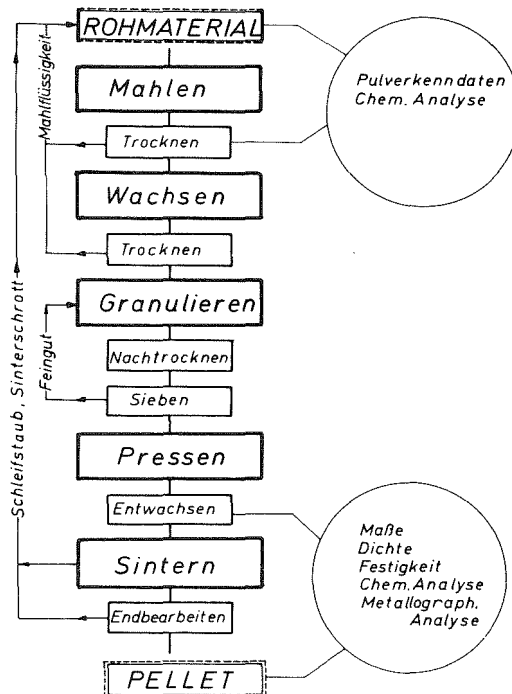 ROHMATERIAL
Mahlen
Trocknen
Wachsen
Trocknen
Granulieren
Nachtrocknen
Sieben
Pressen
Entwachsen
Sintern
Endbearbeiten
PELLET
Mahlflüssigkeit
Feingut
Schleifstaub, Sinterschrott
Pulverkenndaten
Chem. Analyse
Maße
Dichte
Festigkeit
Chem. Analyse
Metallograph.
Analyse